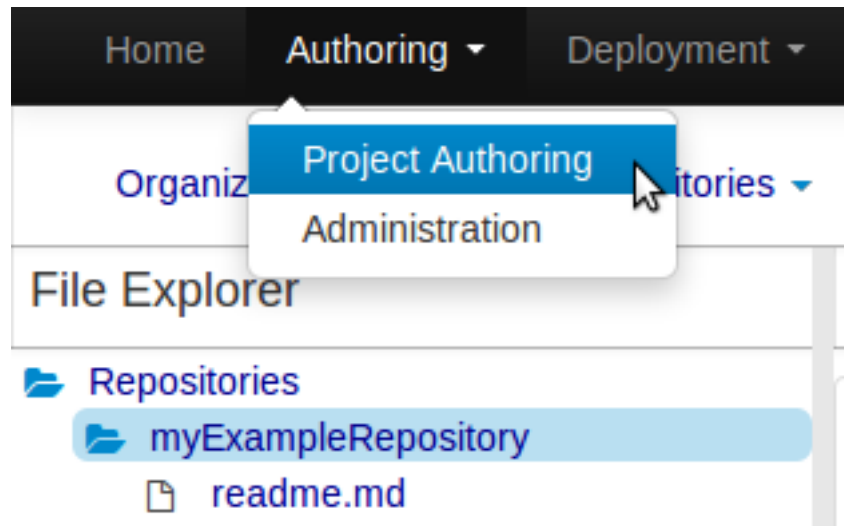 Home Authoring Deployment
Project Authoring
Administration
File Explorer
Repositories
myExampleRepository
readme.md